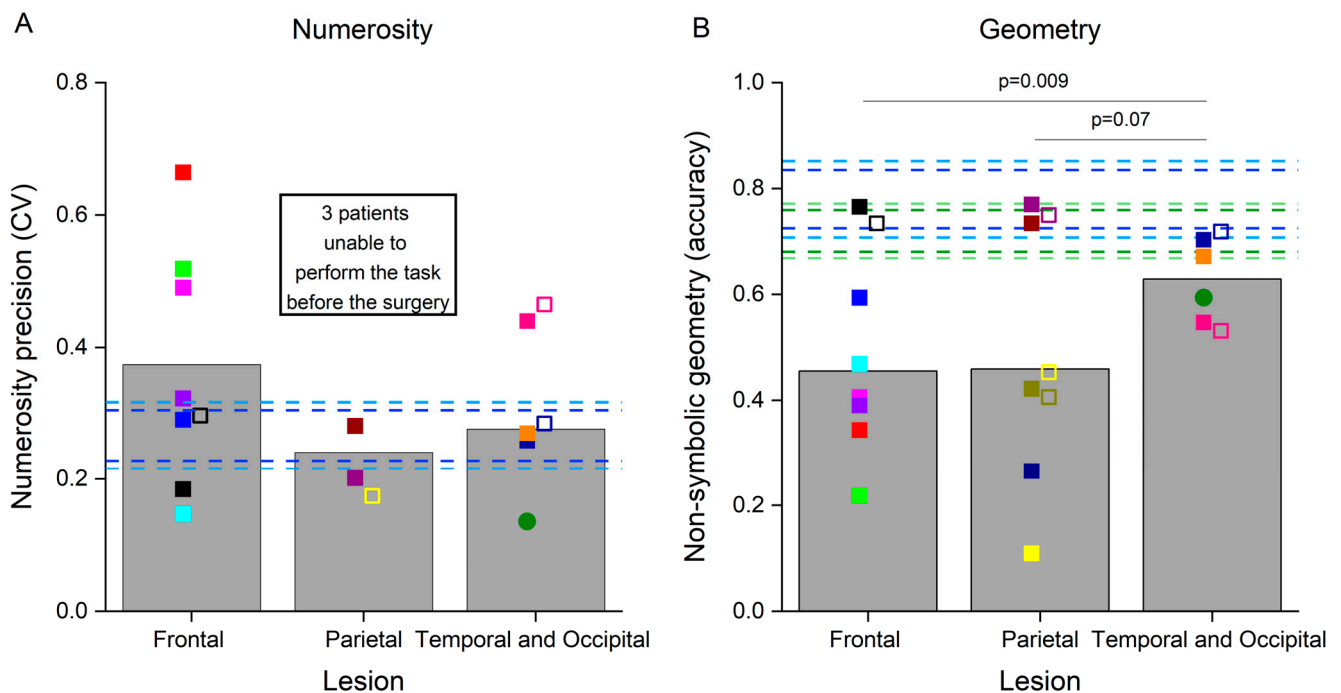 A
Numerosity
Numerosity precision (CV)
0.8
0.6
0.4
0.2
0.0
3 patients
unable to
perform the task
before the surgery
Frontal
Parietal
Temporal and Occipital
Lesion
B
Geometry
Non-symbolic geometry (accuracy)
1.0
0.8
0.6
0.4
0.2
0.0
p=0.009
p=0.07
Frontal
Parietal
Temporal and Occipital
Lesion